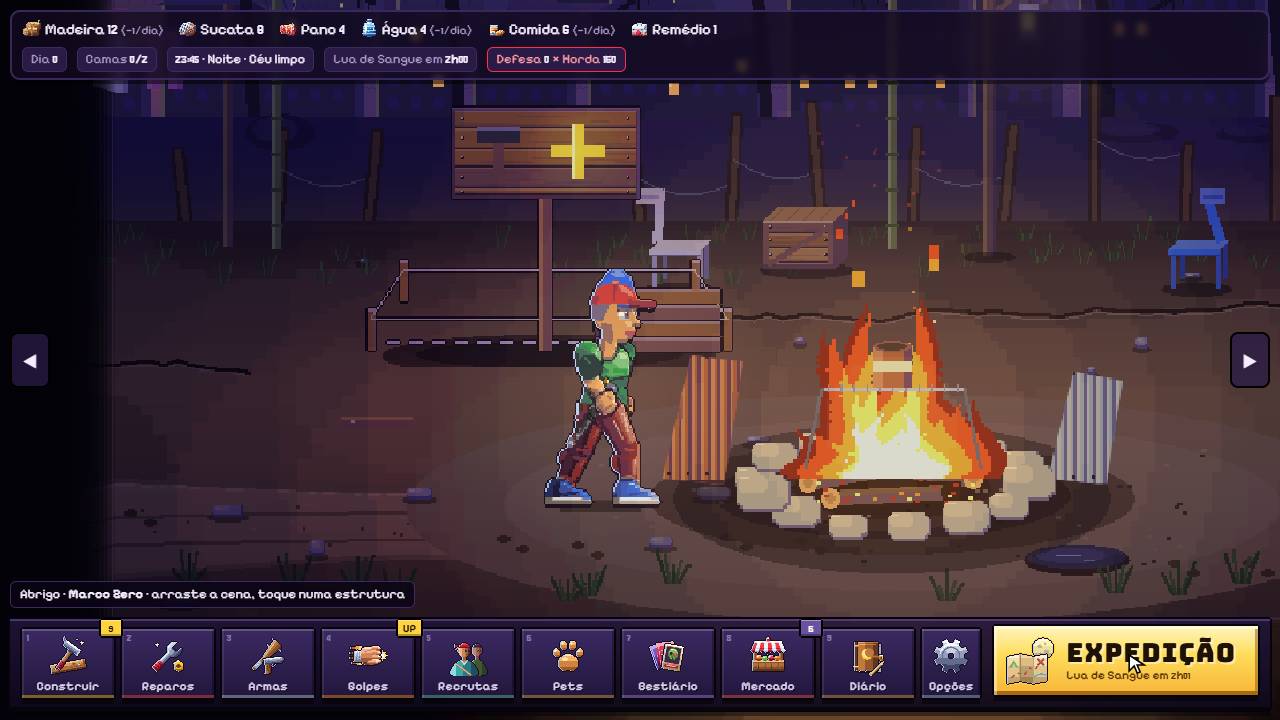 Madeira 12 (-1/dia) Sucata 8 Pano 4 Água 4 (-1/dia) Comida 6 (-1/dia) Remédio 1
Dia 0 Camas 0/2 23:45 · Noite · Céu limpo Lua de Sangue em 2h00 Defesa 0 × Horda 160
Abrigo · Marco Zero · arraste a cena, toque numa estrutura
9 UP 6
1 2 3 4 5 6 7 8 9
Construir Reparos Armas Golpes Recrutas Pets Bestiário Mercado Diário Opções
EXPEDIÇÃO
Lua de Sangue em 2h01